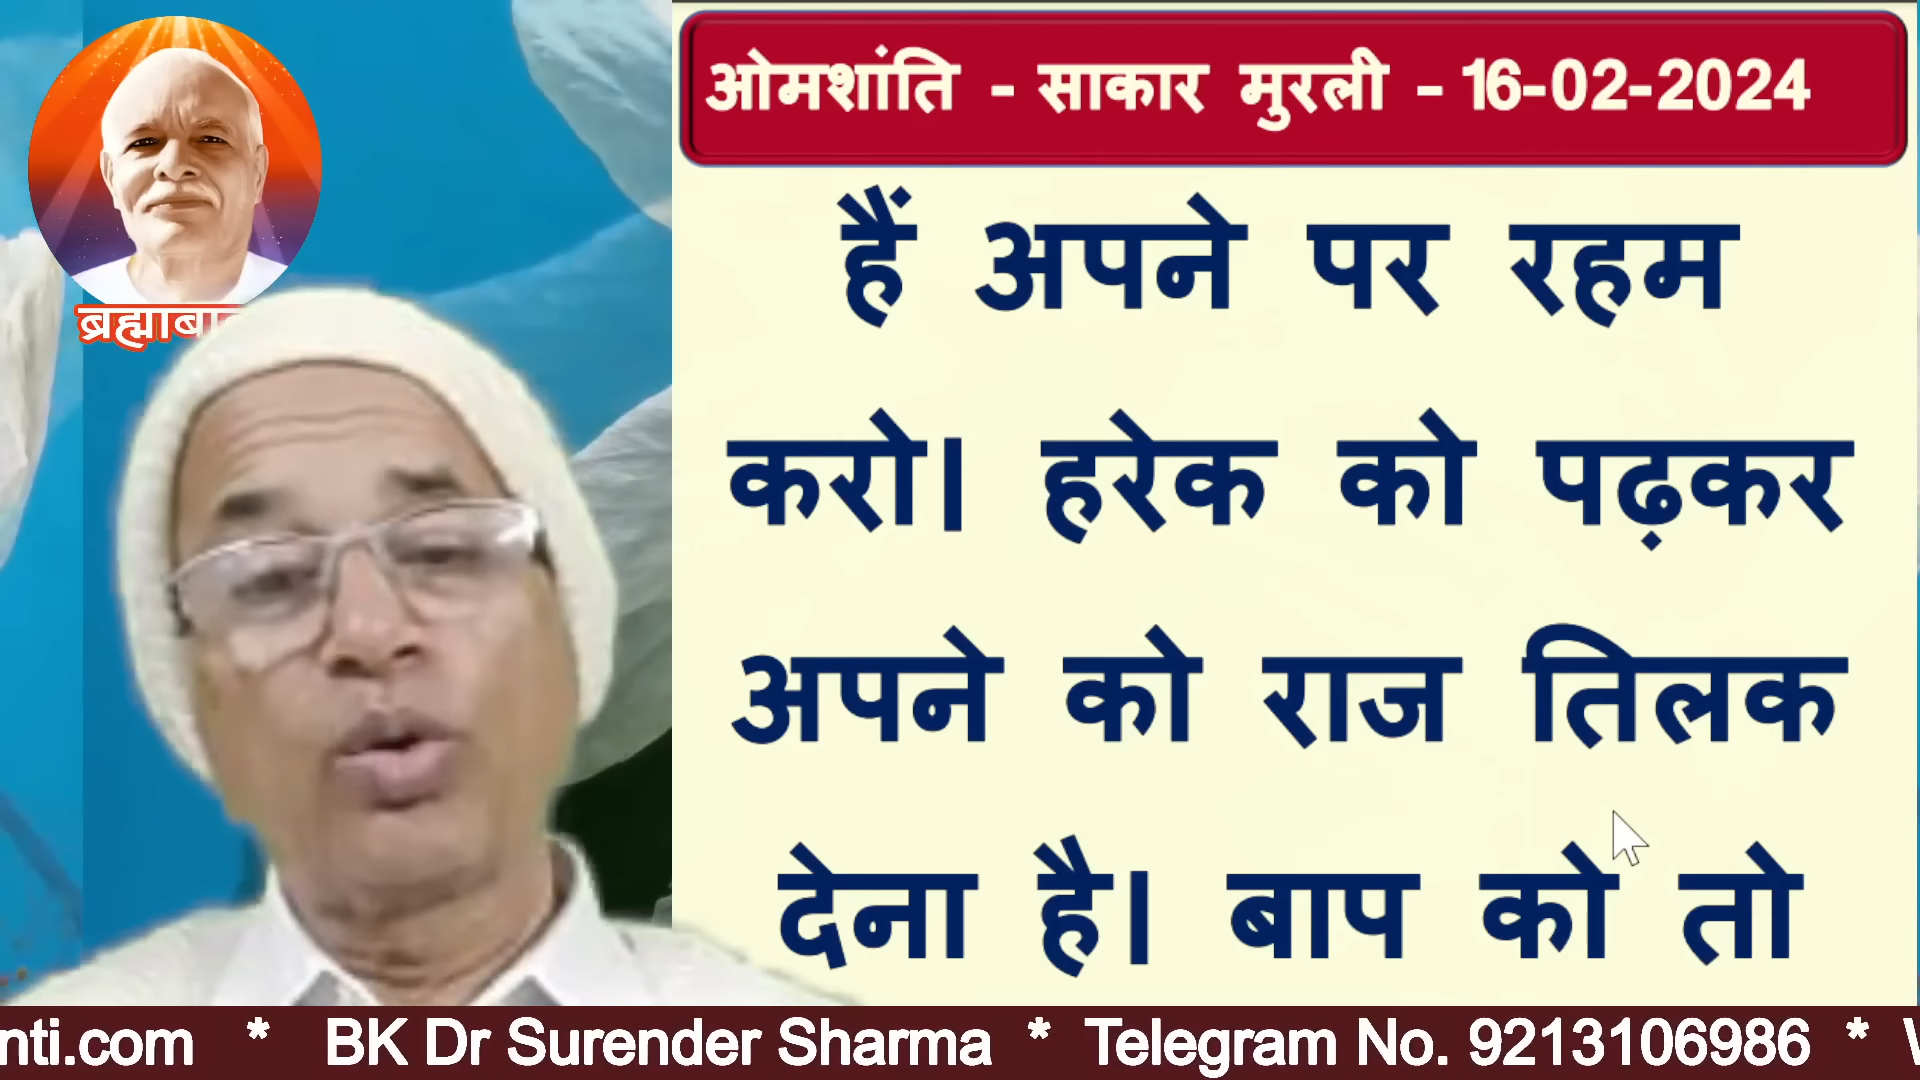 ओमशांति - साकार मुरली - 16-02-2024
हैं अपने पर रहम
करो। हरेक को पढ़कर
अपने को राज तिलक
देना है। बाप को तो
nti.com * BK Dr Surender Sharma * Telegram No. 9213106986 *